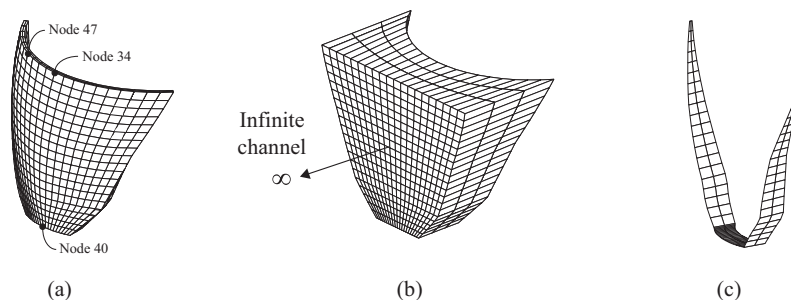 Node 47
Node 34
Node 40
Infinite
channel
∞
(a)
(b)
(c)